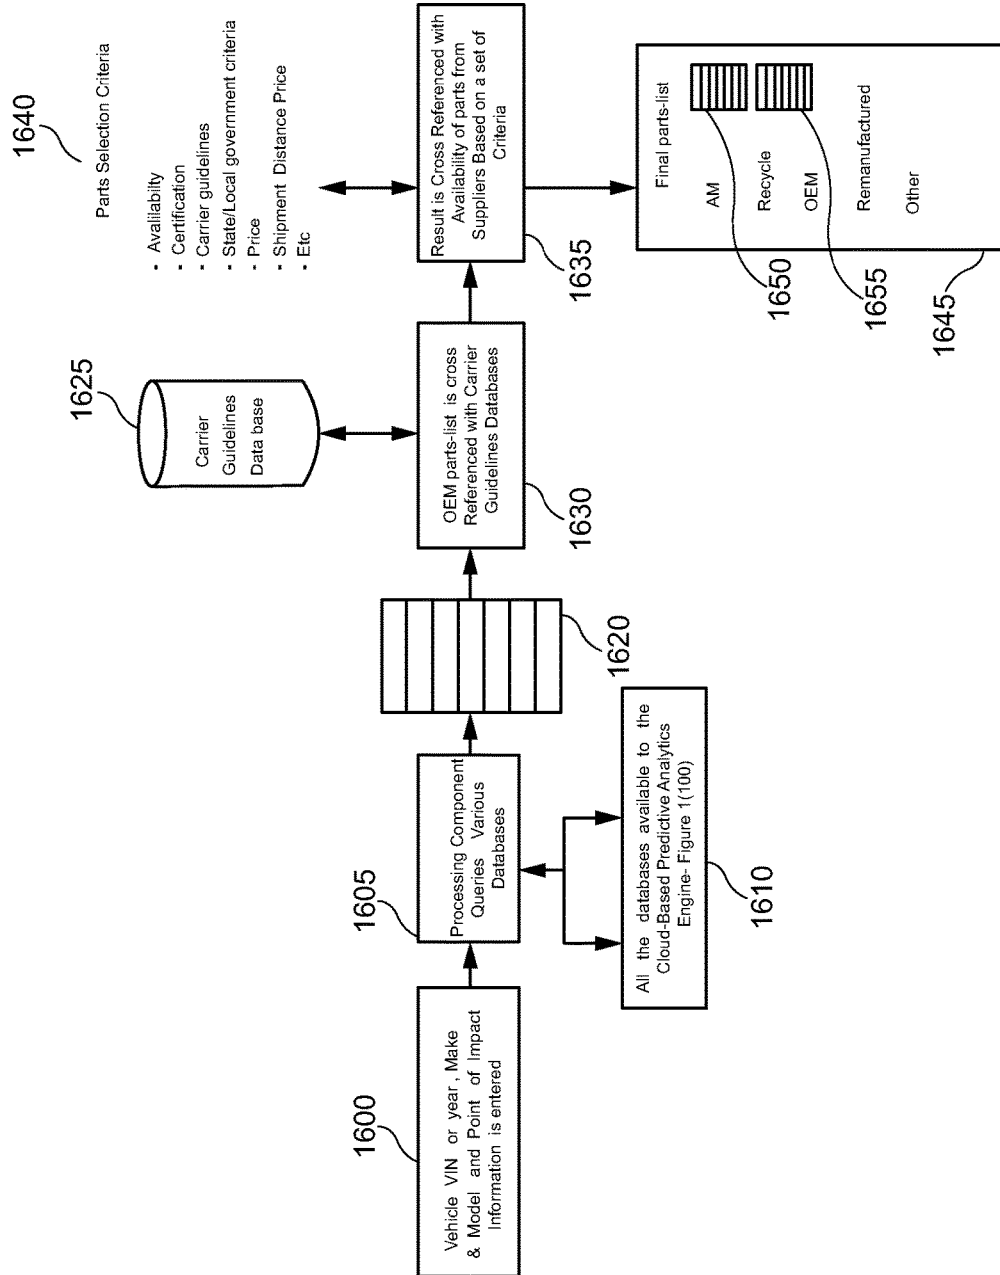 1600
Vehicle VIN or year , Make
& Model and Point of Impact
Information is entered
1605
Processing Component
Queries Various
Databases
All the databases available to the
Cloud-Based Predictive Analytics
Engine- Figure 1(100)
1610
1620
1625
Carrier
Guidelines
Data base
OEM parts-list is cross
Referenced with Carrier
Guidelines Databases
1630
1640
Parts Selection Criteria
- Avalilabilty
- Certification
- Carrier guidelines
- State/Local government criteria
- Price
- Shipment Distance Price
- Etc
Result is Cross Referenced with
Availability of parts from
Suppliers Based on a set of
Criteria
1635
Final parts-list
AM
Recycle
OEM
Remanufactured
Other
1650
1655
1645